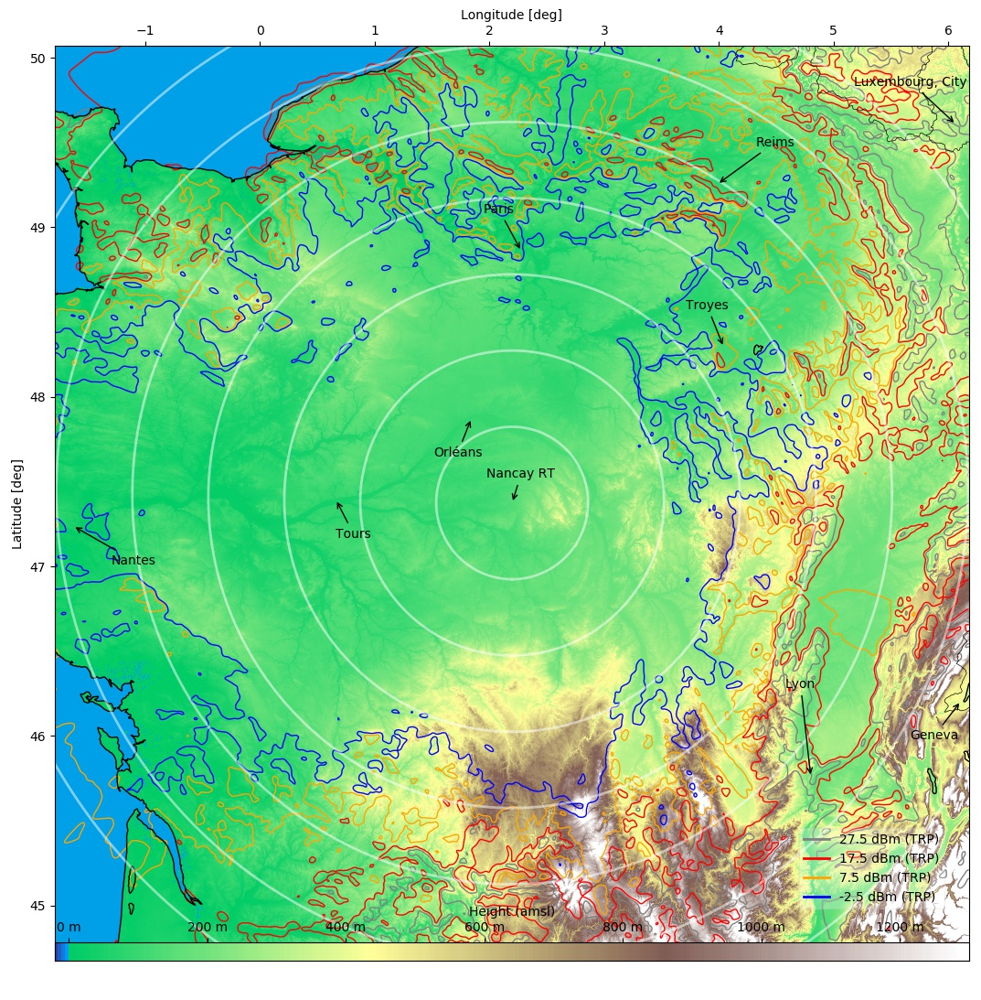 Longitude [deg]
−1 0 1 2 3 4 5 6
50
Luxembourg, City
Reims
49
Paris
Troyes
48
Orléans
Nancay RT
Latitude [deg]
Tours
47
Nantes
Lyon
46
Geneva
27.5 dBm (TRP)
17.5 dBm (TRP)
7.5 dBm (TRP)
-2.5 dBm (TRP)
45
Height (amsl)
0 m 200 m 400 m 600 m 800 m 1000 m 1200 m